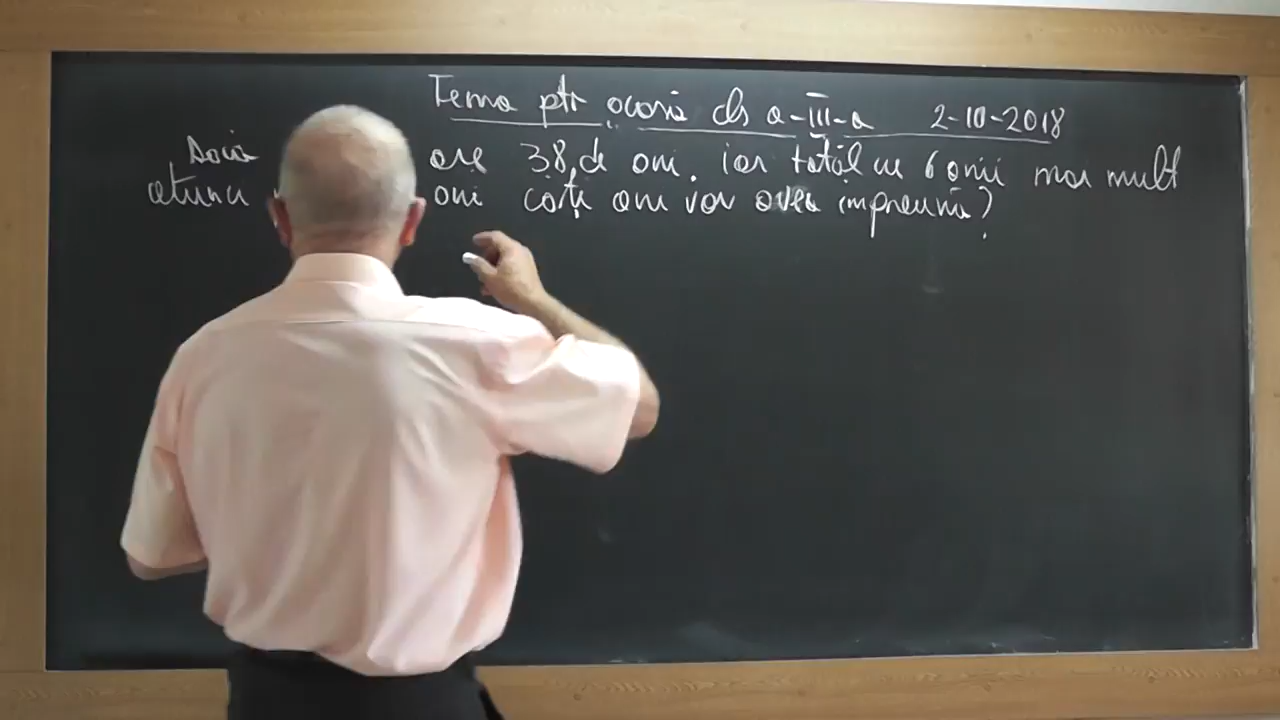 Tema ptr acasă cls a-III-a 2-10-2018
are 38 de ani. iar tatăl cu 6 ani mai mult
atunci ani câți ani vor avea împreună?